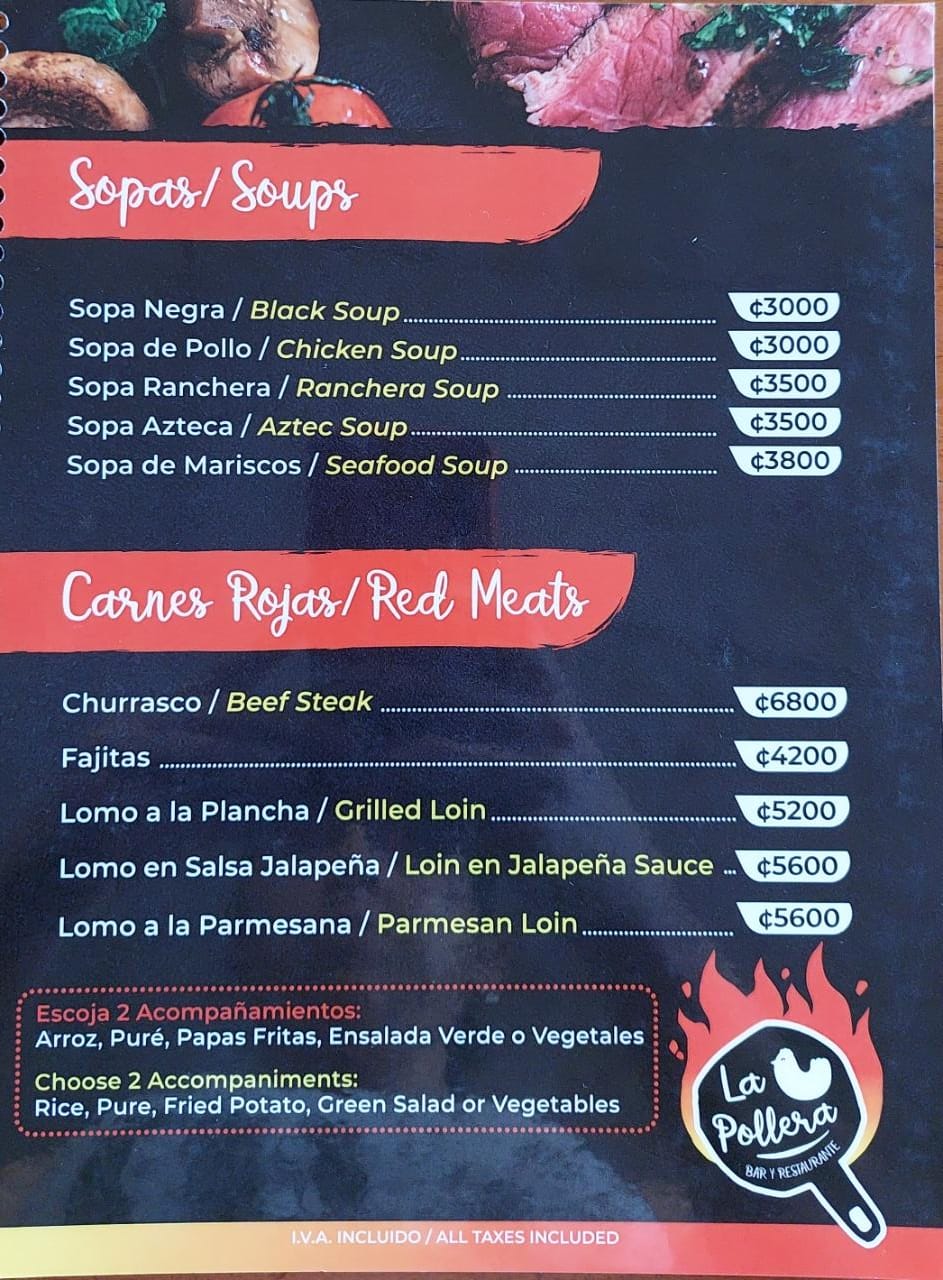 Sopas/ Soups
Sopa Negra / Black Soup ₡3000
Sopa de Pollo / Chicken Soup ₡3000
Sopa Ranchera / Ranchera Soup ₡3500
Sopa Azteca / Aztec Soup ₡3500
Sopa de Mariscos / Seafood Soup ₡3800
Carnes Rojas/ Red Meats
Churrasco / Beef Steak ₡6800
Fajitas ₡4200
Lomo a la Plancha / Grilled Loin ₡5200
Lomo en Salsa Jalapeña / Loin en Jalapeña Sauce ₡5600
Lomo a la Parmesana / Parmesan Loin ₡5600
Escoja 2 Acompañamientos:
Arroz, Puré, Papas Fritas, Ensalada Verde o Vegetales
Choose 2 Accompaniments:
Rice, Pure, Fried Potato, Green Salad or Vegetables
La
Pollera
BAR Y RESTAURANTE
I.V.A. INCLUIDO / ALL TAXES INCLUDED